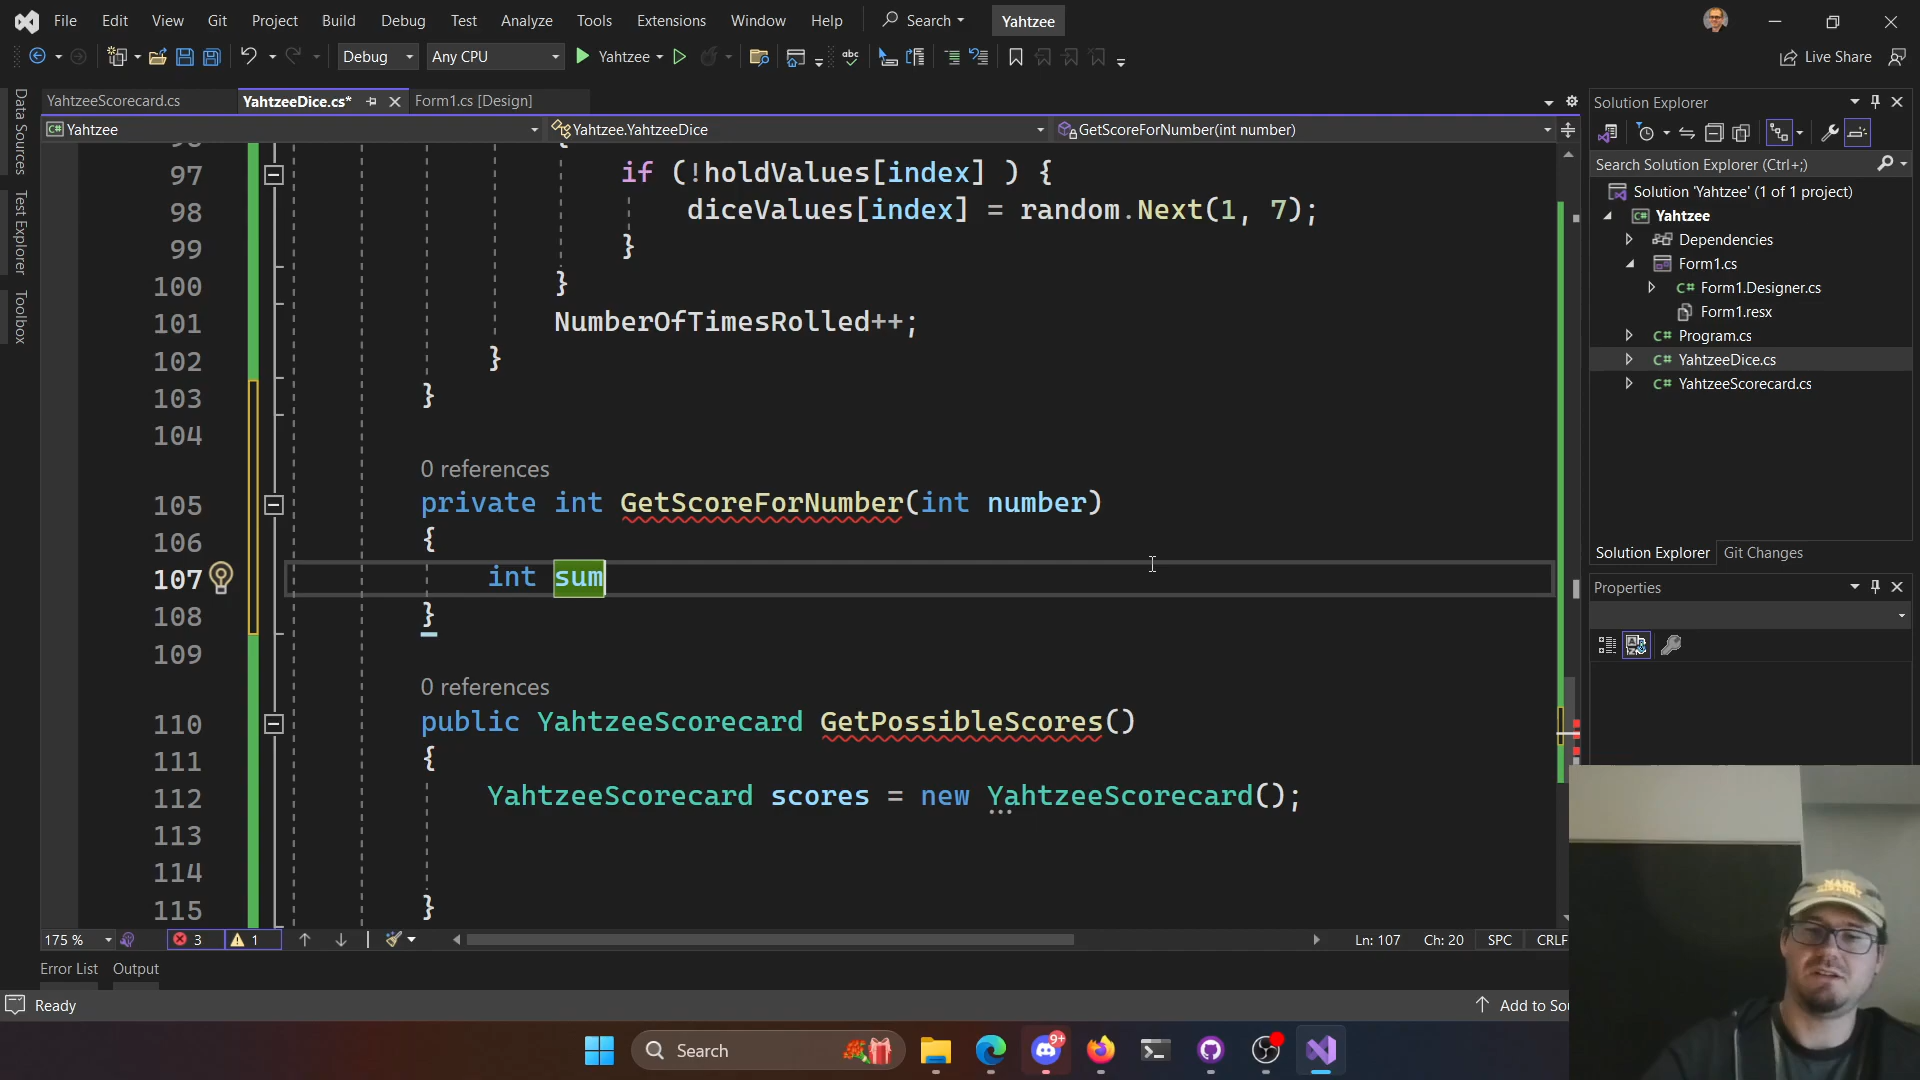 File Edit View Git Project Build Debug Test Analyze Tools Extensions Window Help Search Yahtzee
Debug Any CPU Yahtzee Live Share
YahtzeeScorecard.cs YahtzeeDice.cs* Form1.cs [Design]
Yahtzee Yahtzee.YahtzeeDice GetScoreForNumber(int number)
Data Sources
Test Explorer
Toolbox
97 if (!holdValues[index] ) {
98 diceValues[index] = random.Next(1, 7);
99 }
100 }
101 NumberOfTimesRolled++;
102 }
103 }
104
0 references
105 private int GetScoreForNumber(int number)
106 {
107 int sum
108 }
109
0 references
110 public YahtzeeScorecard GetPossibleScores()
111 {
112 YahtzeeScorecard scores = new YahtzeeScorecard();
113
114
115 }
175 % 3 1 Ln: 107 Ch: 20 SPC CRLF
Error List Output
Ready Add to So
Solution Explorer
Search Solution Explorer (Ctrl+;)
Solution 'Yahtzee' (1 of 1 project)
Yahtzee
Dependencies
Form1.cs
Form1.Designer.cs
Form1.resx
Program.cs
YahtzeeDice.cs
YahtzeeScorecard.cs
Solution Explorer Git Changes
Properties
MAKE
HISTORY
Search 9+